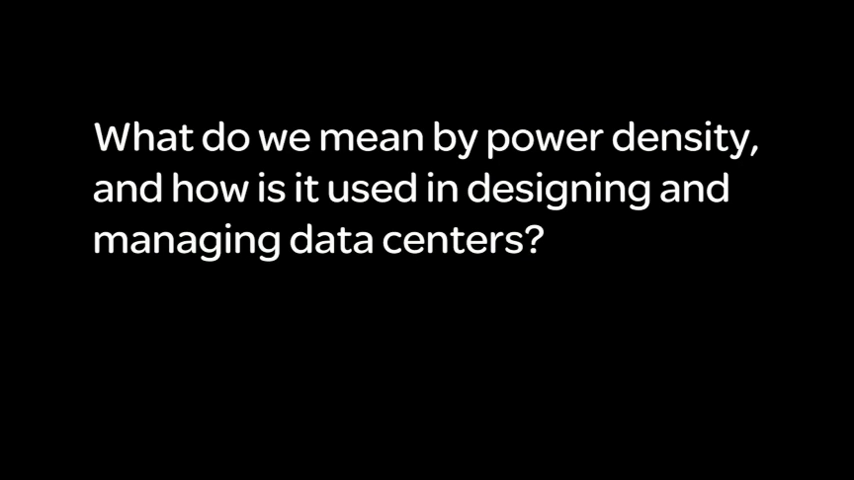 What do we mean by power density,
and how is it used in designing and
managing data centers?